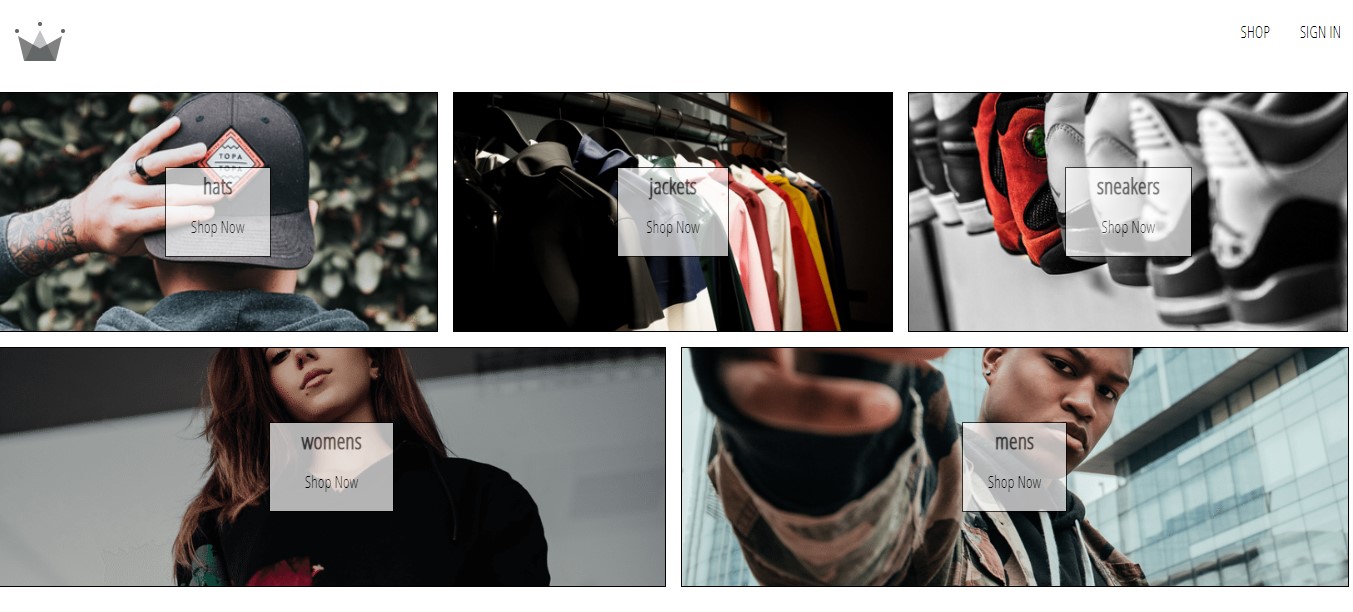 SHOP
SIGN IN
TOPA
TOPA
hats
Shop Now
jackets
Shop Now
sneakers
Shop Now
womens
Shop Now
mens
Shop Now